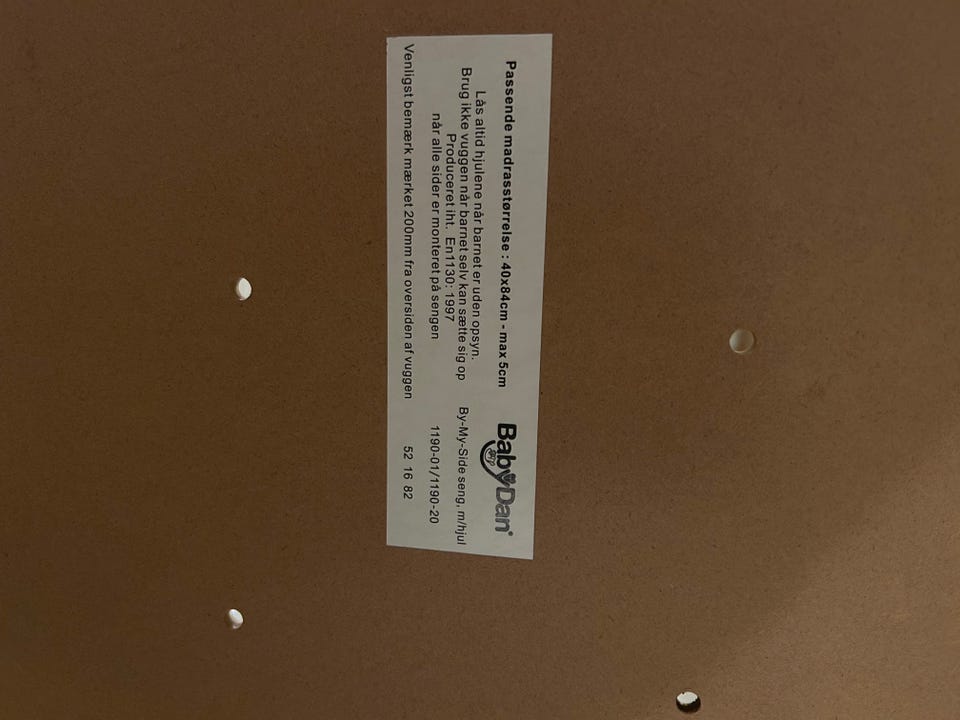 Passende madrasstørrelse : 40x84cm - max 5cm
Lås altid hjulene når barnet er uden opsyn.
Brug ikke vuggen når barnet selv kan sætte sig op
Produceret iht. En1130: 1997
når alle sider er monteret på sengen
Venligst bemærk mærket 200mm fra oversiden af vuggen
BabyDan®
By-My-Side seng, m/hjul
1190-01/1190-20
52 16 82